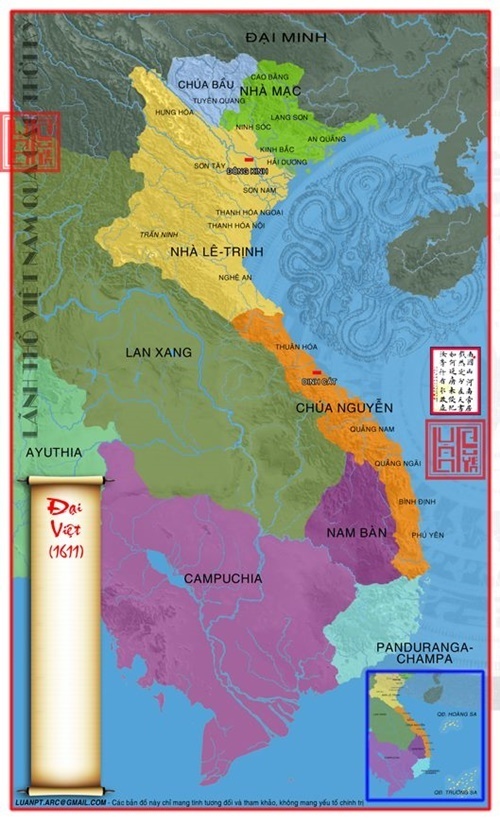 ĐẠI MINH
CHÚA BẦU
CAO BẰNG
NHÀ MẠC
TUYÊN QUANG
HƯNG HÓA
LẠNG SƠN
NINH SÓC
AN QUẢNG
KINH BẮC
SƠN TÂY
HẢI DƯƠNG
ĐÔNG KINH
SƠN NAM
THANH HÓA NGOẠI
THANH HÓA NỘI
TRẤN NINH
NHÀ LÊ-TRỊNH
NGHỆ AN
LÃNH THỔ VIỆT NAM QUA
THUẬN HÓA
LAN XANG
DINH CÁT
CHÚA NGUYỄN
QUẢNG NAM
AYUTHIA
QUẢNG NGÃI
Đại
Việt
(1611)
BÌNH ĐỊNH
NAM BÀN
PHÚ YÊN
CAMPUCHIA
PANDURANGA-
CHAMPA
QĐ. HOÀNG SA
QĐ. TRƯỜNG SA
LUANPT.ARC@GMAIL.COM - Các bản đồ này chỉ mang tính tượng đối và tham khảo, không mang yếu tố chính trị